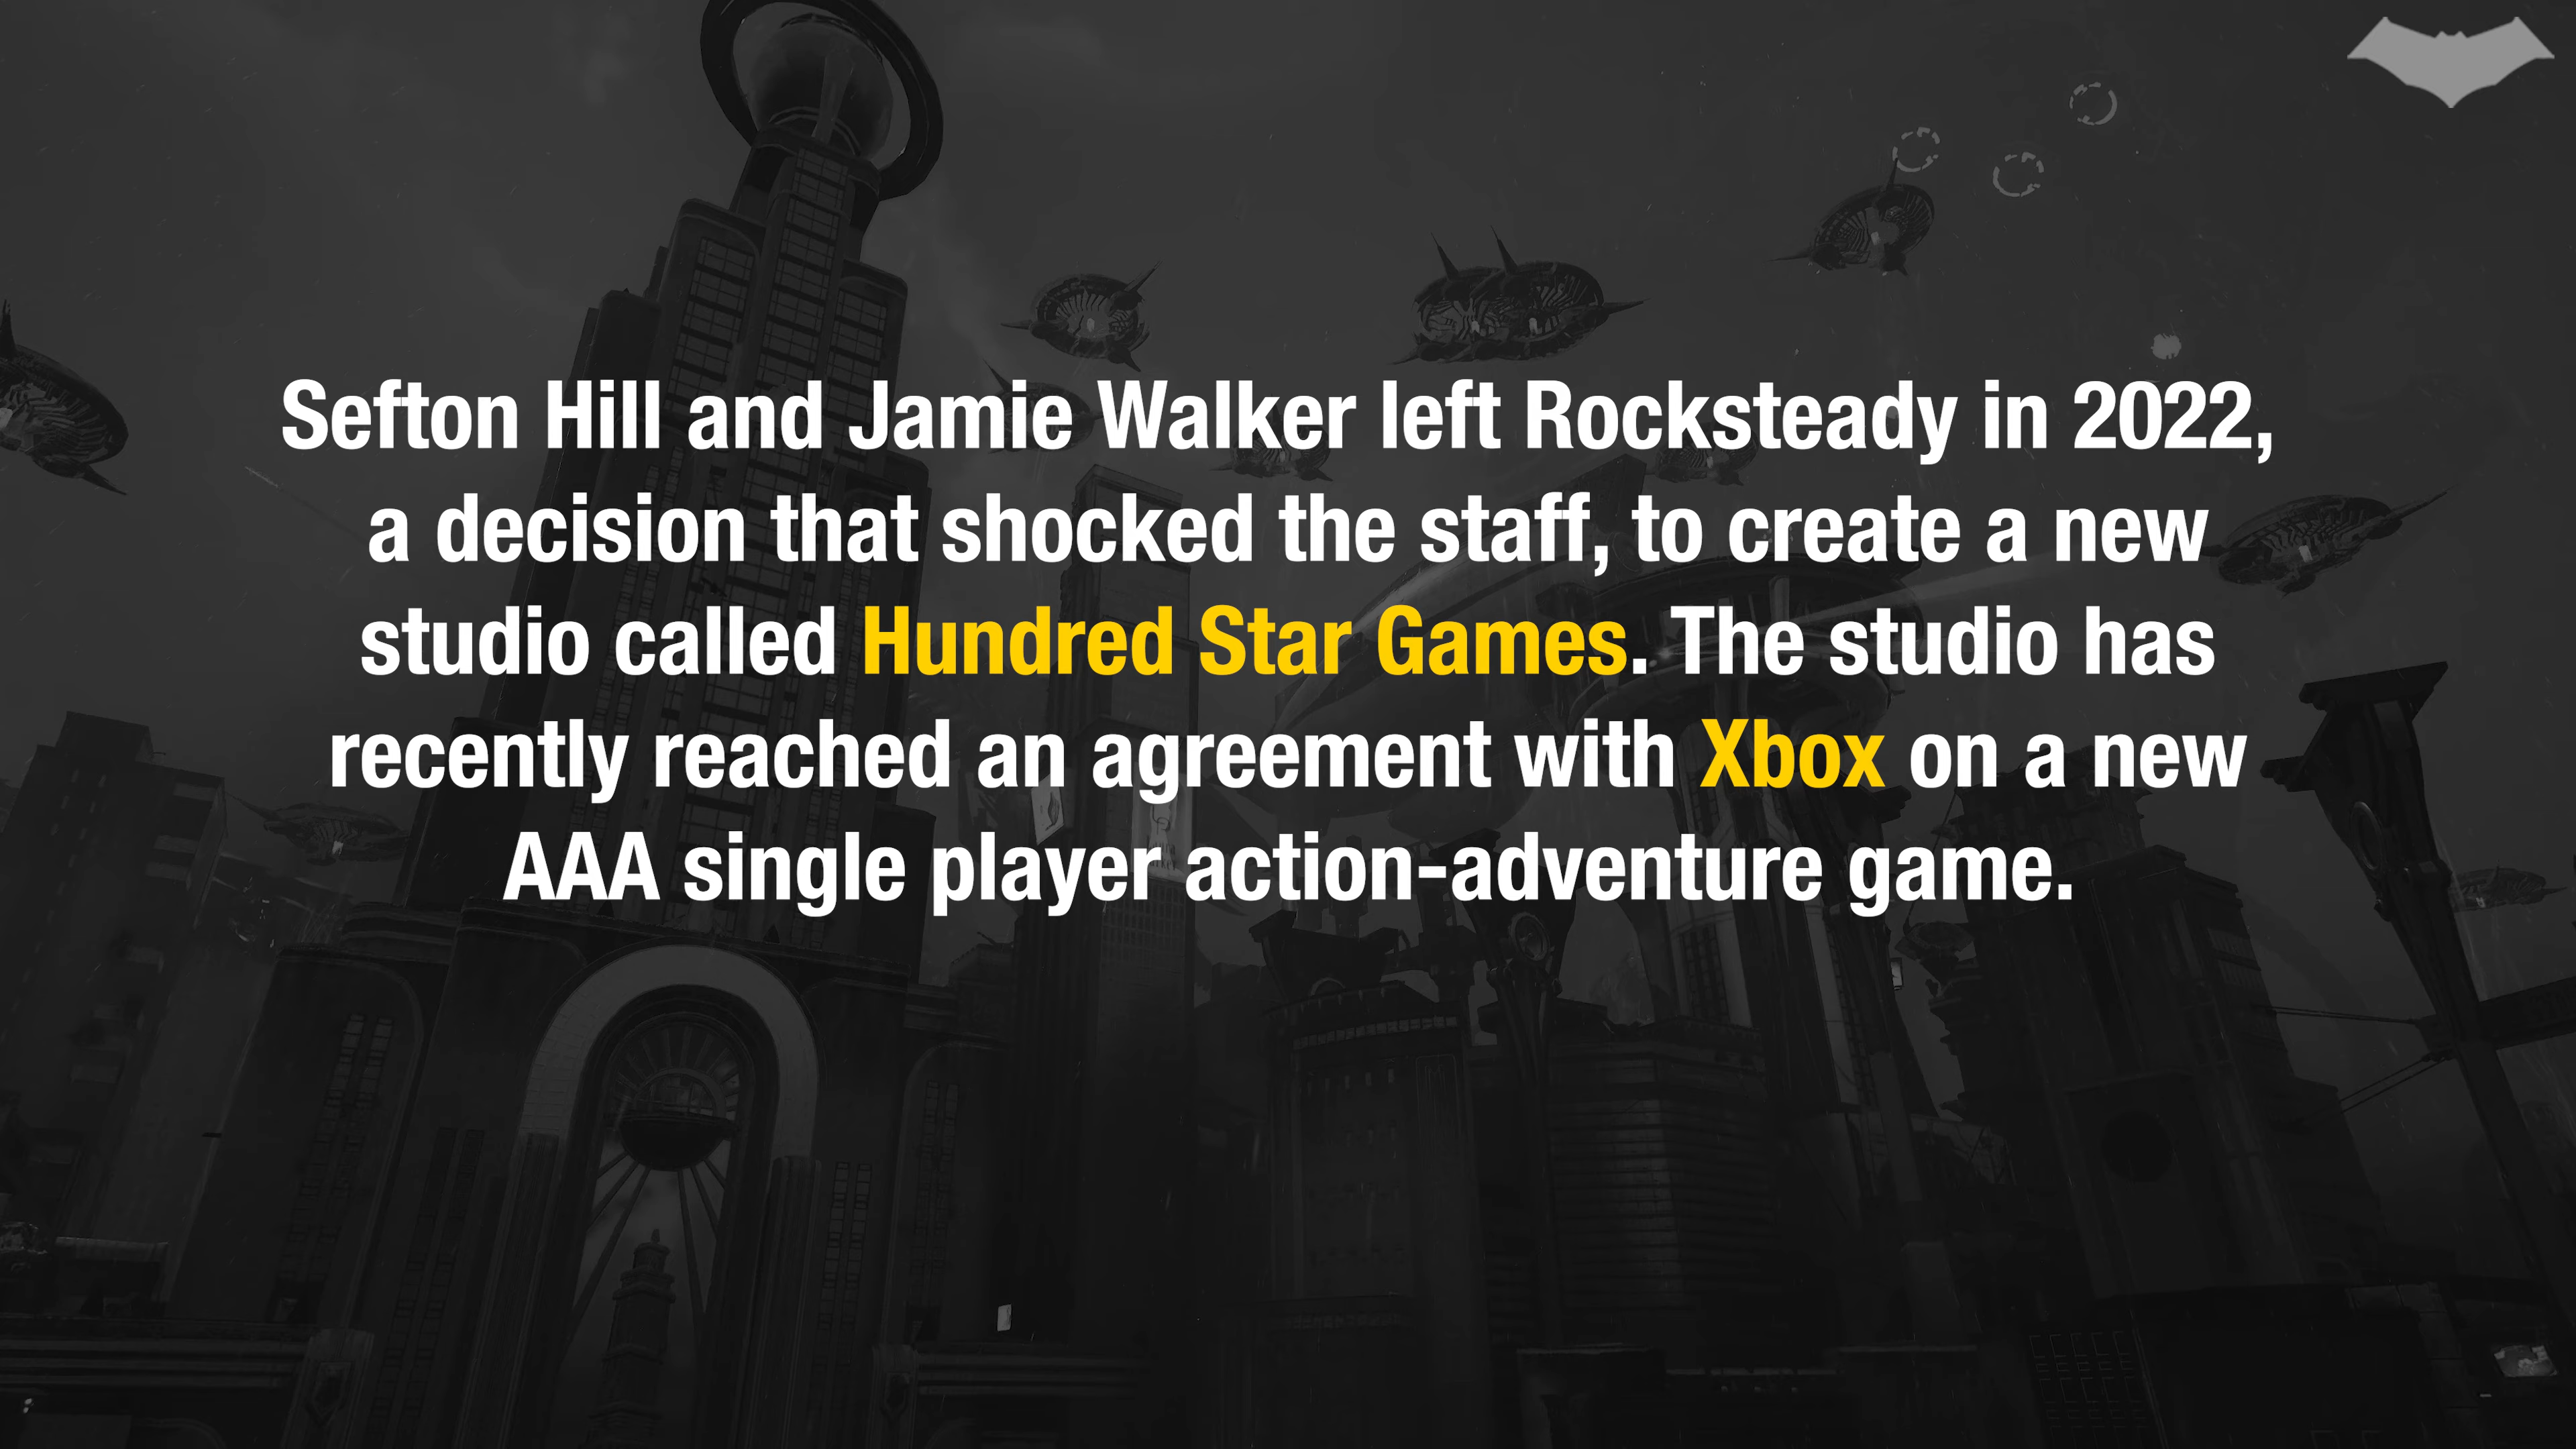 Sefton Hill and Jamie Walker left Rocksteady in 2022,
a decision that shocked the staff, to create a new
studio called Hundred Star Games. The studio has
recently reached an agreement with Xbox on a new
AAA single player action-adventure game.